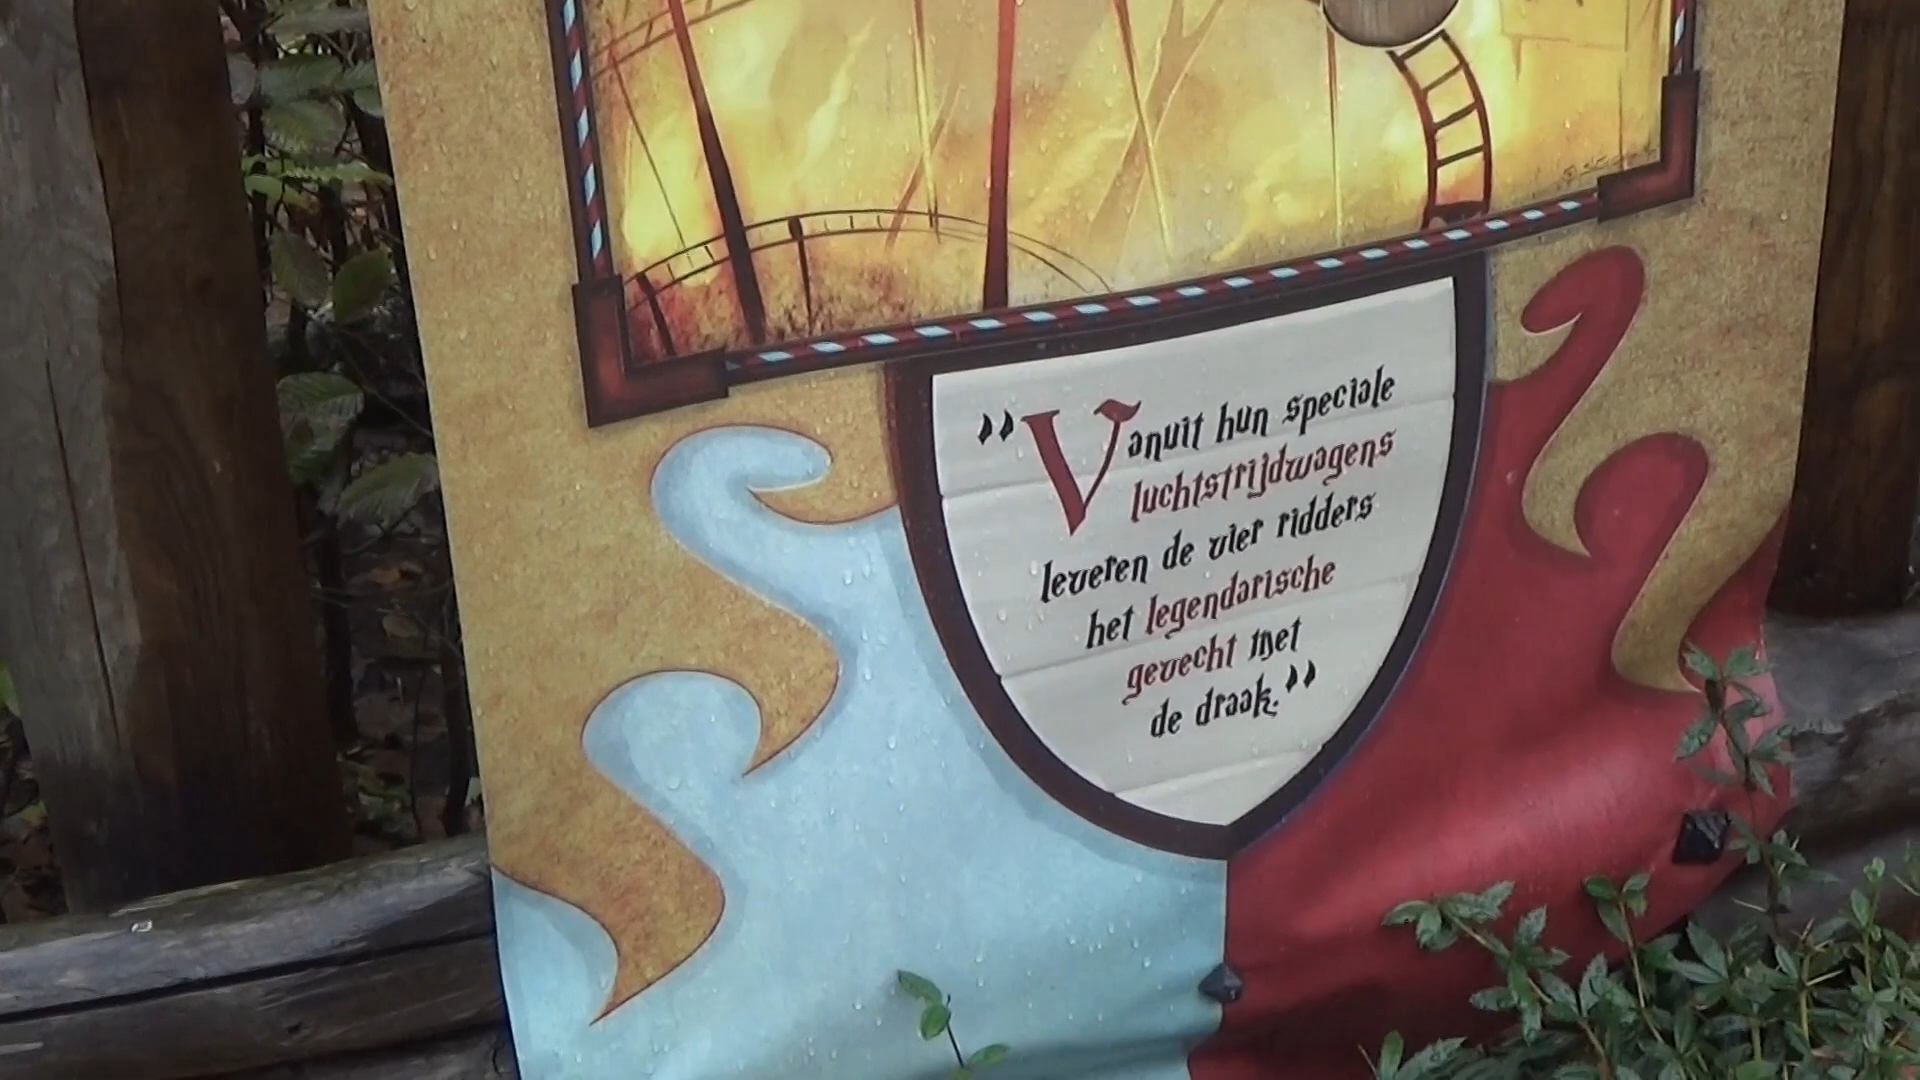 "Vanuit hun speciale
luchtstrijdwagens
leveren de vier ridders
het legendarische
gevecht met
de draak."